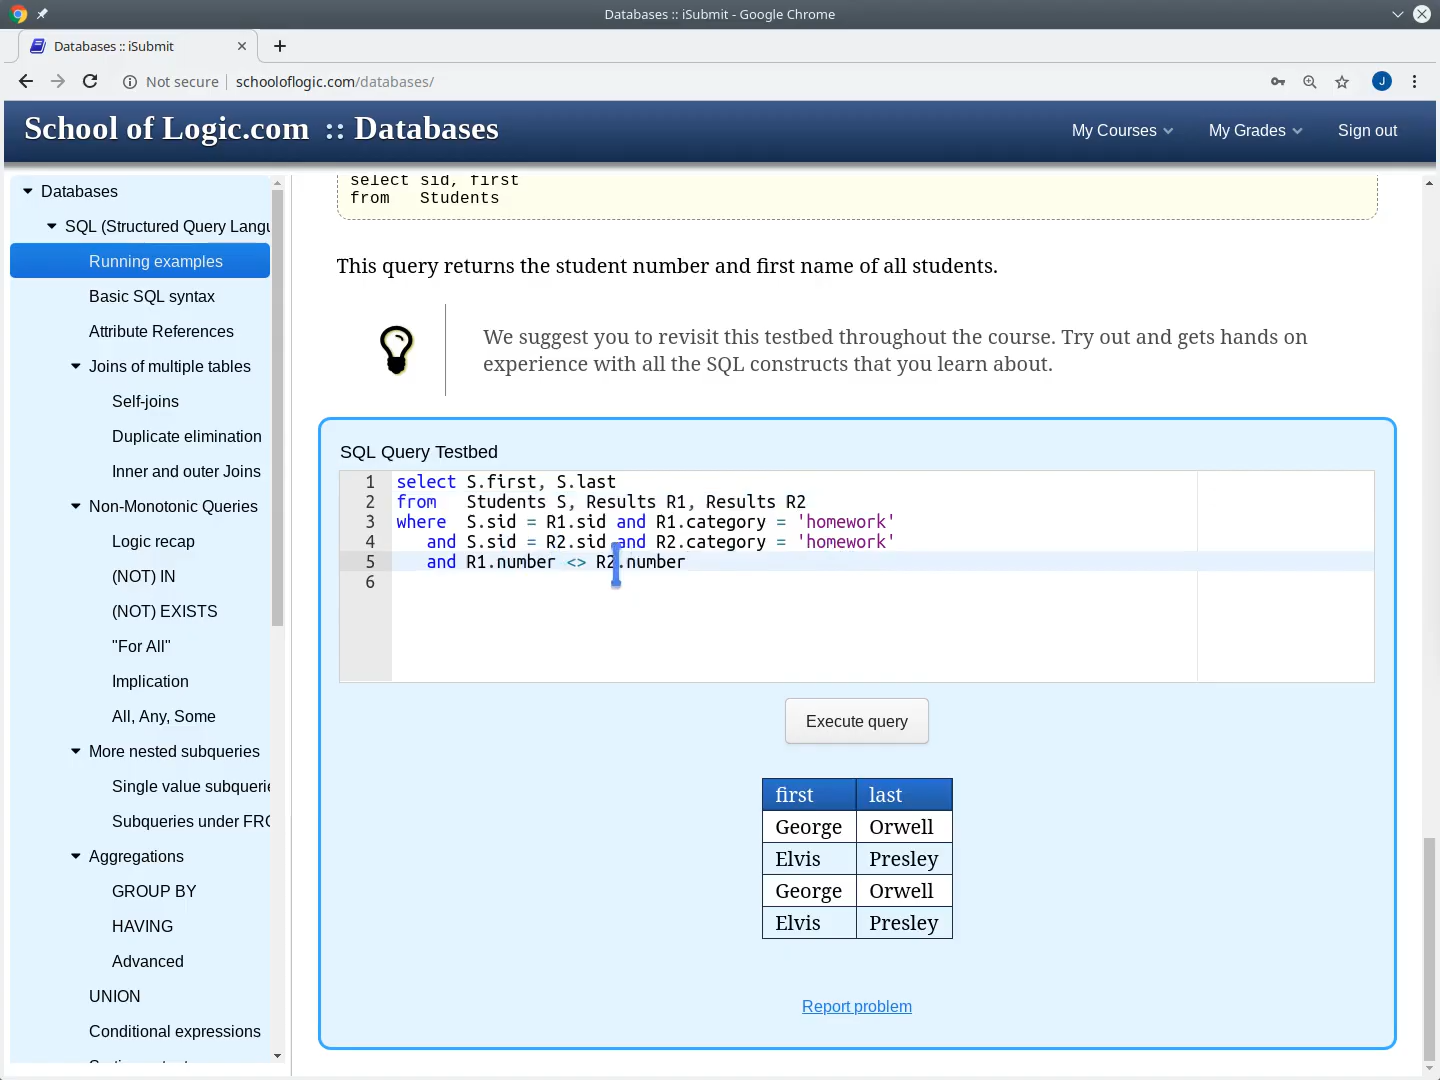 Databases :: iSubmit - Google Chrome
Databases :: iSubmit
Not secure
schooloflogic.com/databases/
J
School of Logic.com :: Databases
My Courses
My Grades
Sign out
Databases
SQL (Structured Query Langu
Running examples
Basic SQL syntax
Attribute References
Joins of multiple tables
Self-joins
Duplicate elimination
Inner and outer Joins
Non-Monotonic Queries
Logic recap
(NOT) IN
(NOT) EXISTS
"For All"
Implication
All, Any, Some
More nested subqueries
Single value subquerie
Subqueries under FRO
Aggregations
GROUP BY
HAVING
Advanced
UNION
Conditional expressions
select sid, first
from   Students
This query returns the student number and first name of all students.
We suggest you to revisit this testbed throughout the course. Try out and gets hands on
experience with all the SQL constructs that you learn about.
SQL Query Testbed
1 select S.first, S.last
2 from   Students S, Results R1, Results R2
3 where  S.sid = R1.sid and R1.category = 'homework'
4    and S.sid = R2.sid and R2.category = 'homework'
5    and R1.number <> R2.number
6
Execute query
first last
George Orwell
Elvis Presley
George Orwell
Elvis Presley
Report problem